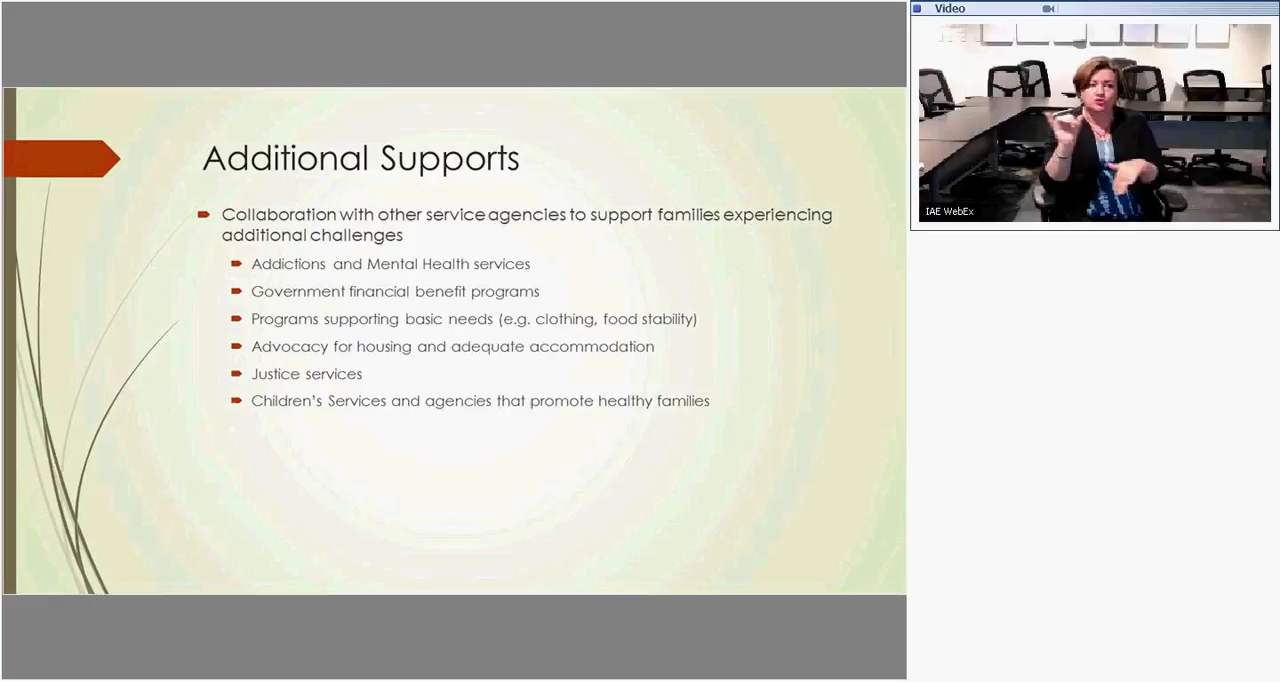 Additional Supports
Collaboration with other service agencies to support families experiencing
additional challenges
Addictions and Mental Health services
Government financial benefit programs
Programs supporting basic needs (e.g. clothing, food stability)
Advocacy for housing and adequate accommodation
Justice services
Children's Services and agencies that promote healthy families
Video
IAE WebEx